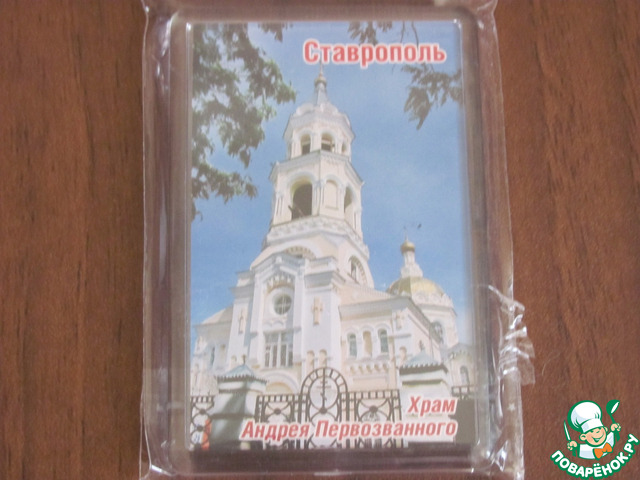 Ставрополь
Храм
Андрея Первозванного
ПОВАРЁНОК.РУ